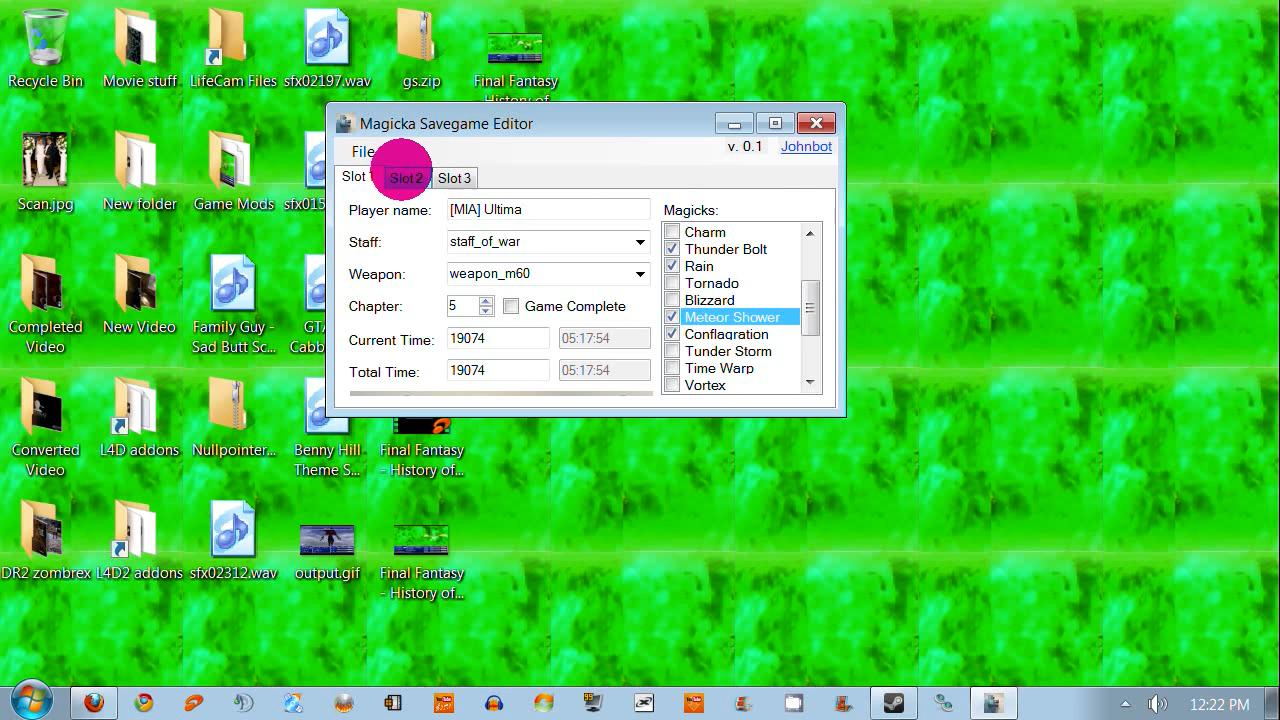 Recycle Bin
Movie stuff
LifeCam Files
sfx02197.wav
gs.zip
Final Fantasy
History of
Magicka Savegame Editor
File
v. 0.1
Johnbot
Slot 1
Slot 2
Slot 3
Player name:
[MIA] Ultima
Staff:
staff_of_war
Weapon:
weapon_m60
Chapter:
5
Game Complete
Current Time:
19074
05:17:54
Total Time:
19074
05:17:54
Magicks:
Charm
Thunder Bolt
Rain
Tornado
Blizzard
Meteor Shower
Conflagration
Tunder Storm
Time Warp
Vortex
Scan.jpg
New folder
Game Mods
sfx015
Completed
Video
New Video
Family Guy -
Sad Butt Sc...
GTA
Cabb
Converted
Video
L4D addons
Nullpointer...
Benny Hill
Theme S...
Final Fantasy
- History of...
DR2 zombrex
L4D2 addons
sfx02312.wav
output.gif
Final Fantasy
- History of...
12:22 PM